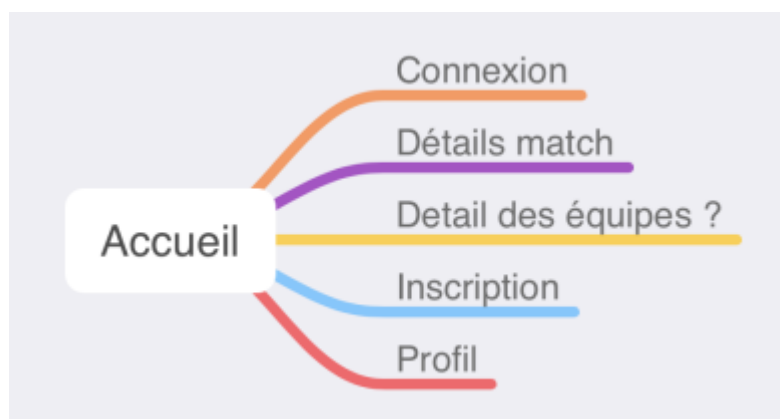 Connexion
Détails match
Detail des équipes ?
Accueil
Inscription
Profil